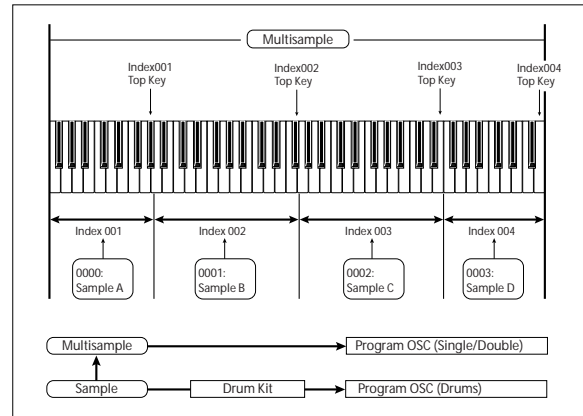 Multisample
Index001
Top Key
Index002
Top Key
Index003
Top Key
Index004
Top Key
Index 001
Index 002
Index 003
Index 004
0000:
Sample A
0001:
Sample B
0002:
Sample C
0003:
Sample D
Multisample
Program OSC (Single/Double)
Sample
Drum Kit
Program OSC (Drums)